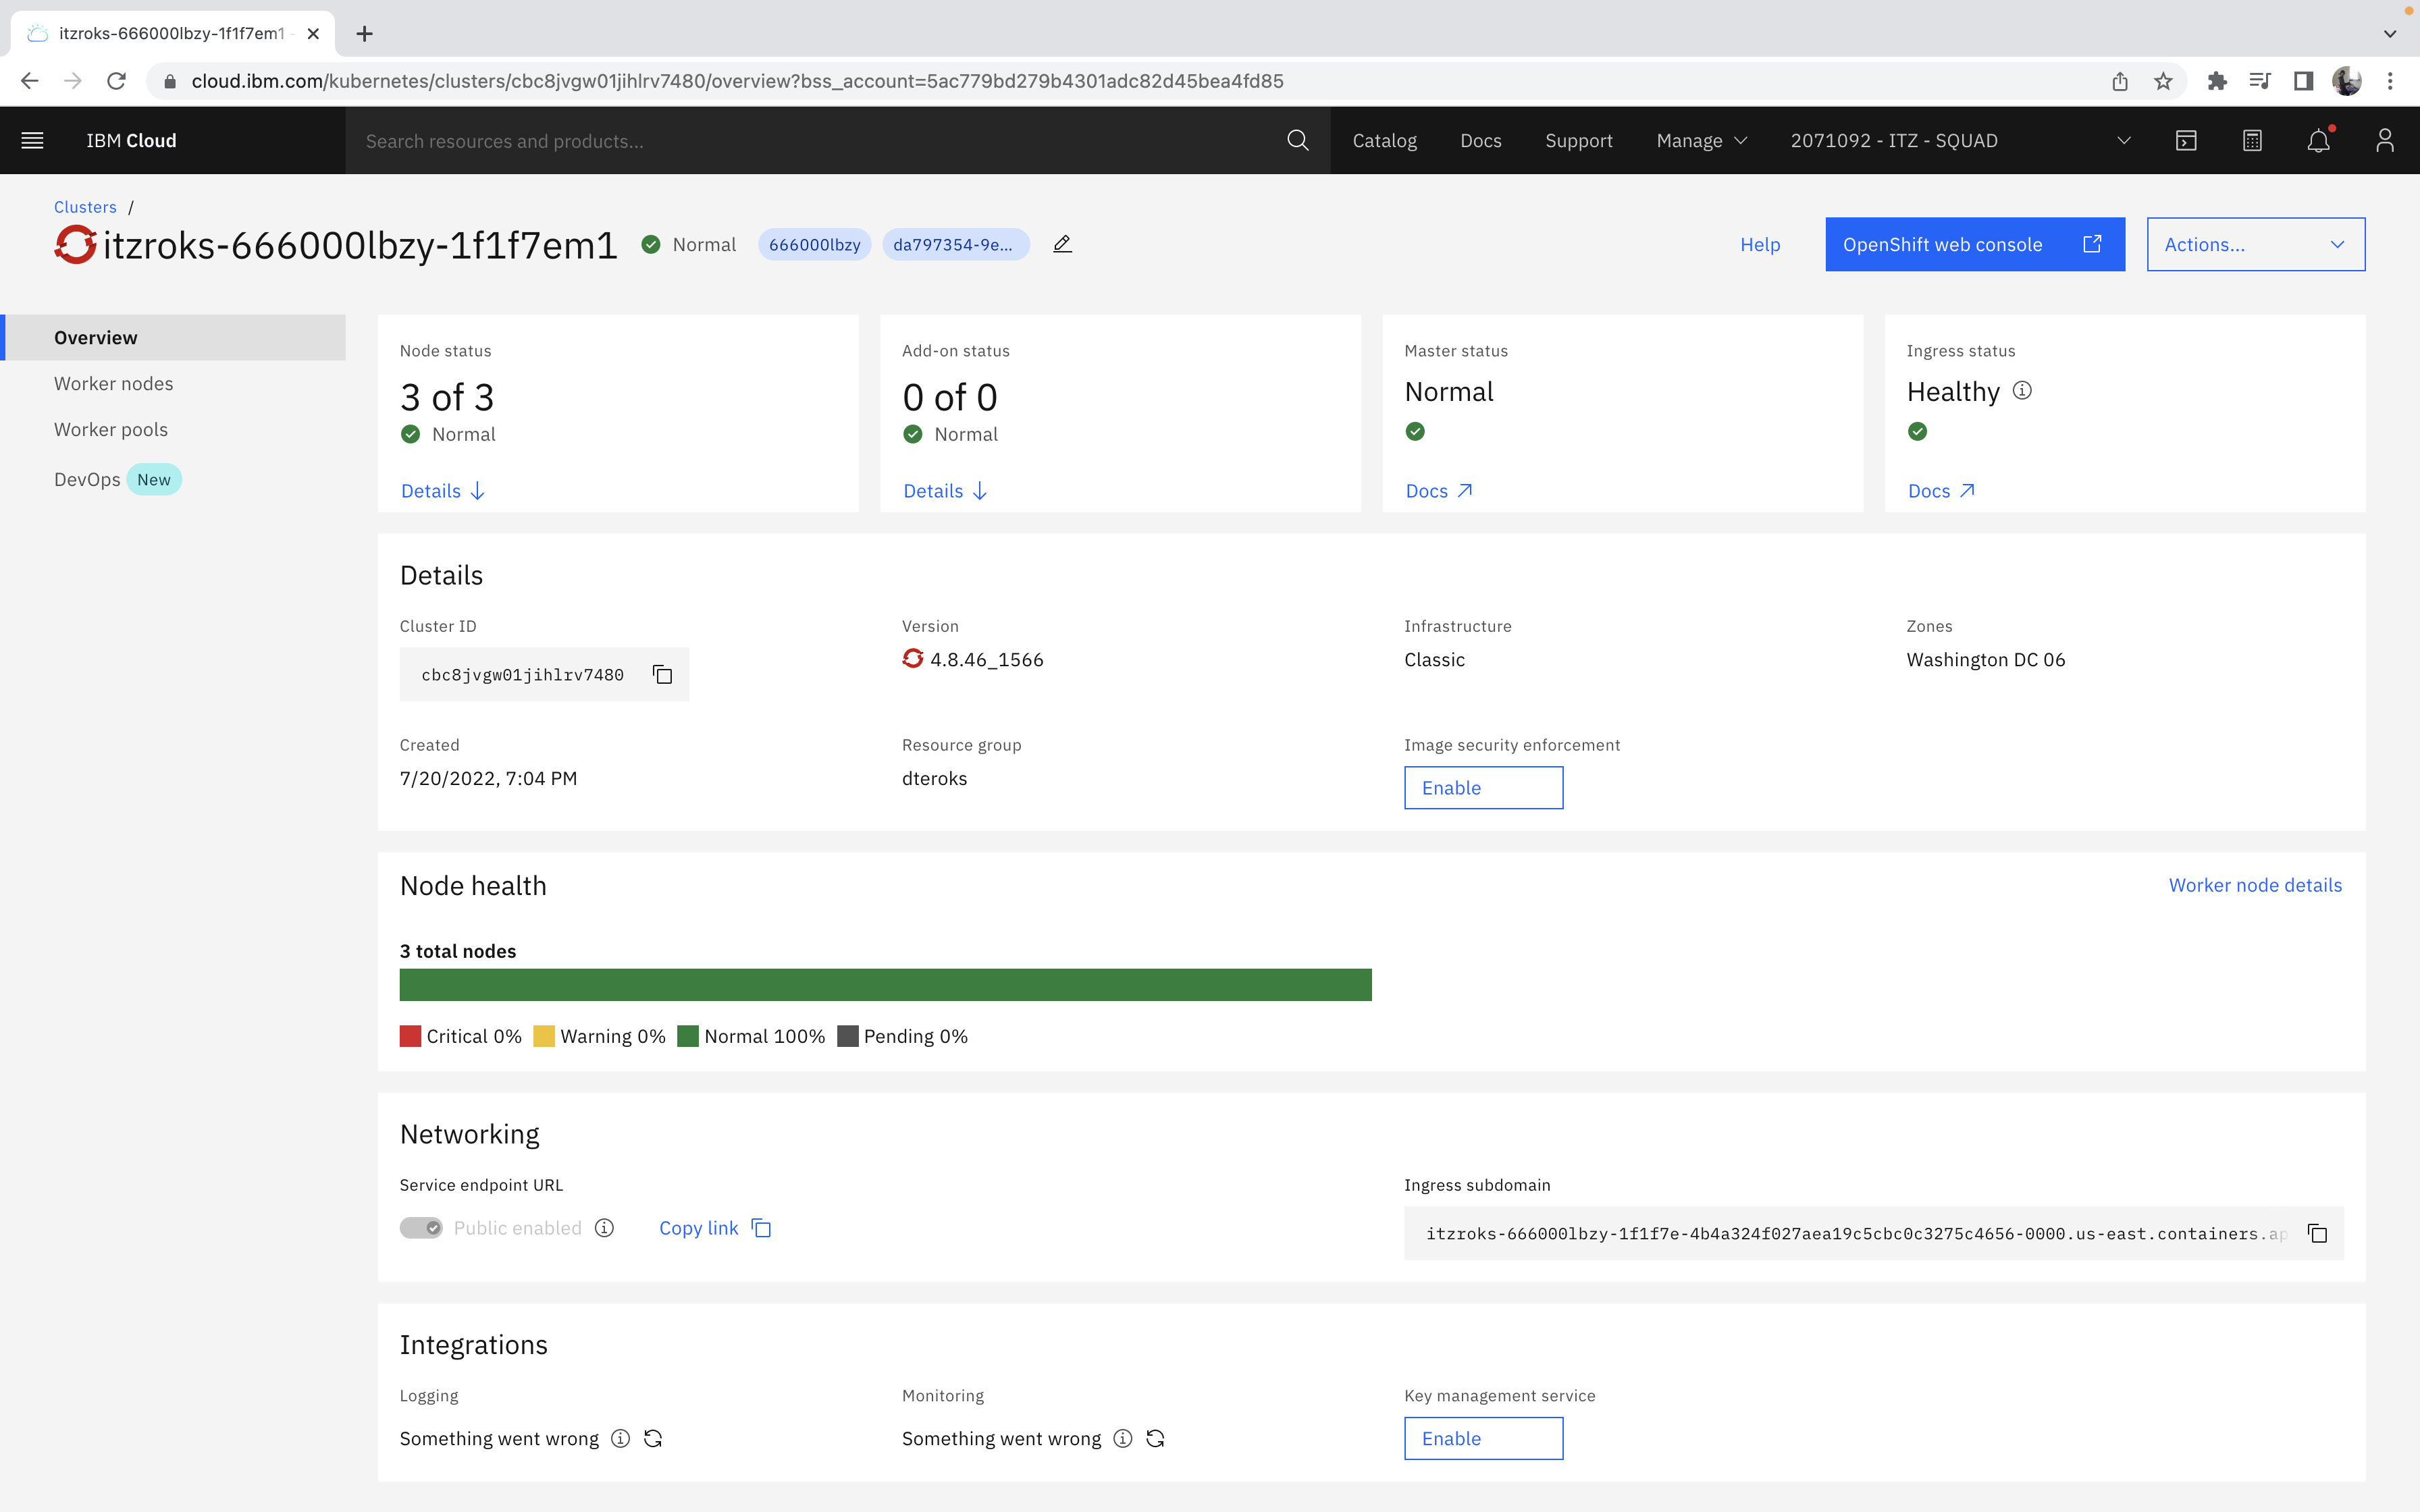 itzroks-666000lbzy-1f1f7em1 -
cloud.ibm.com/kubernetes/clusters/cbc8jvgw01jihlrv7480/overview?bss_account=5ac779bd279b4301adc82d45bea4fd85
IBM Cloud
Search resources and products...
Catalog
Docs
Support
Manage
2071092 - ITZ - SQUAD
Clusters /
itzroks-666000lbzy-1f1f7em1
Normal
666000lbzy
da797354-9e...
Help
OpenShift web console
Actions...
Overview
Worker nodes
Worker pools
DevOps New
Node status
3 of 3
Normal
Details
Add-on status
0 of 0
Normal
Details
Master status
Normal
Docs
Ingress status
Healthy
Docs
Details
Cluster ID
cbc8jvgw01jihlrv7480
Version
4.8.46_1566
Infrastructure
Classic
Zones
Washington DC 06
Created
7/20/2022, 7:04 PM
Resource group
dteroks
Image security enforcement
Enable
Node health
Worker node details
3 total nodes
Critical 0% Warning 0% Normal 100% Pending 0%
Networking
Service endpoint URL
Public enabled
Copy link
Ingress subdomain
itzroks-666000lbzy-1f1f7e-4b4a324f027aea19c5cbc0c3275c4656-0000.us-east.containers.ap
Integrations
Logging
Something went wrong
Monitoring
Something went wrong
Key management service
Enable